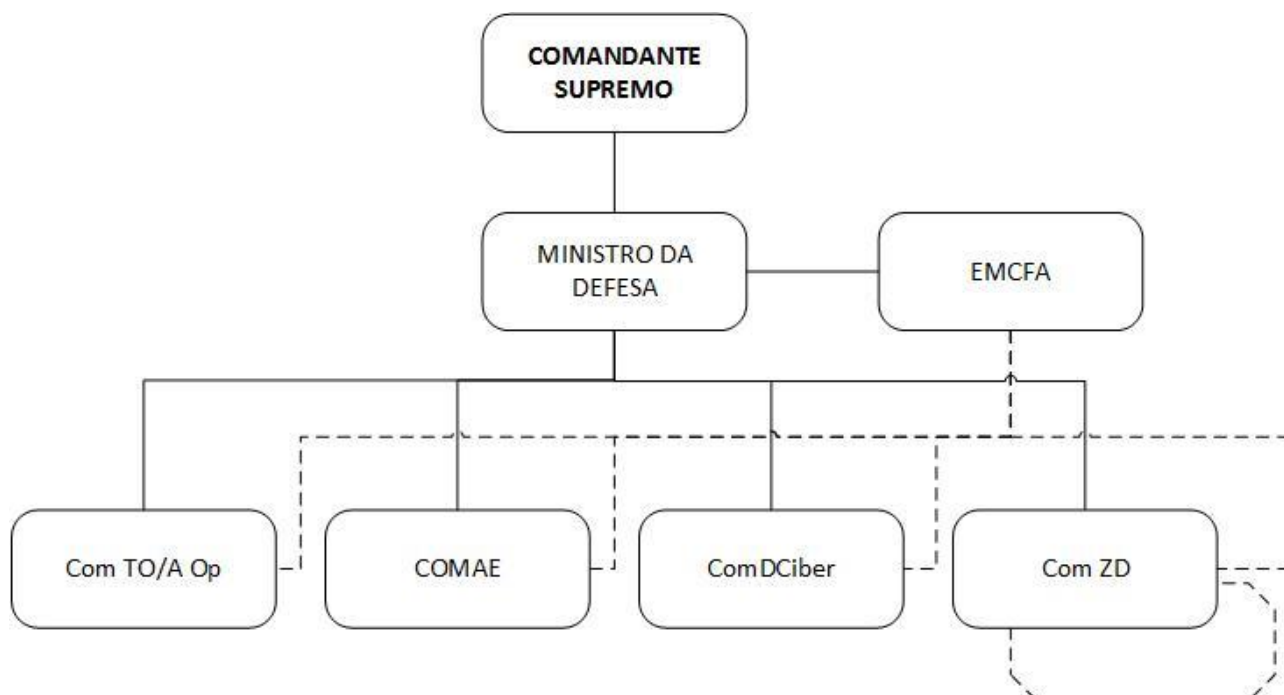 COMANDANTE
SUPREMO
MINISTRO DA
DEFESA
EMCFA
Com TO/A Op
COMAE
ComDCiber
Com ZD